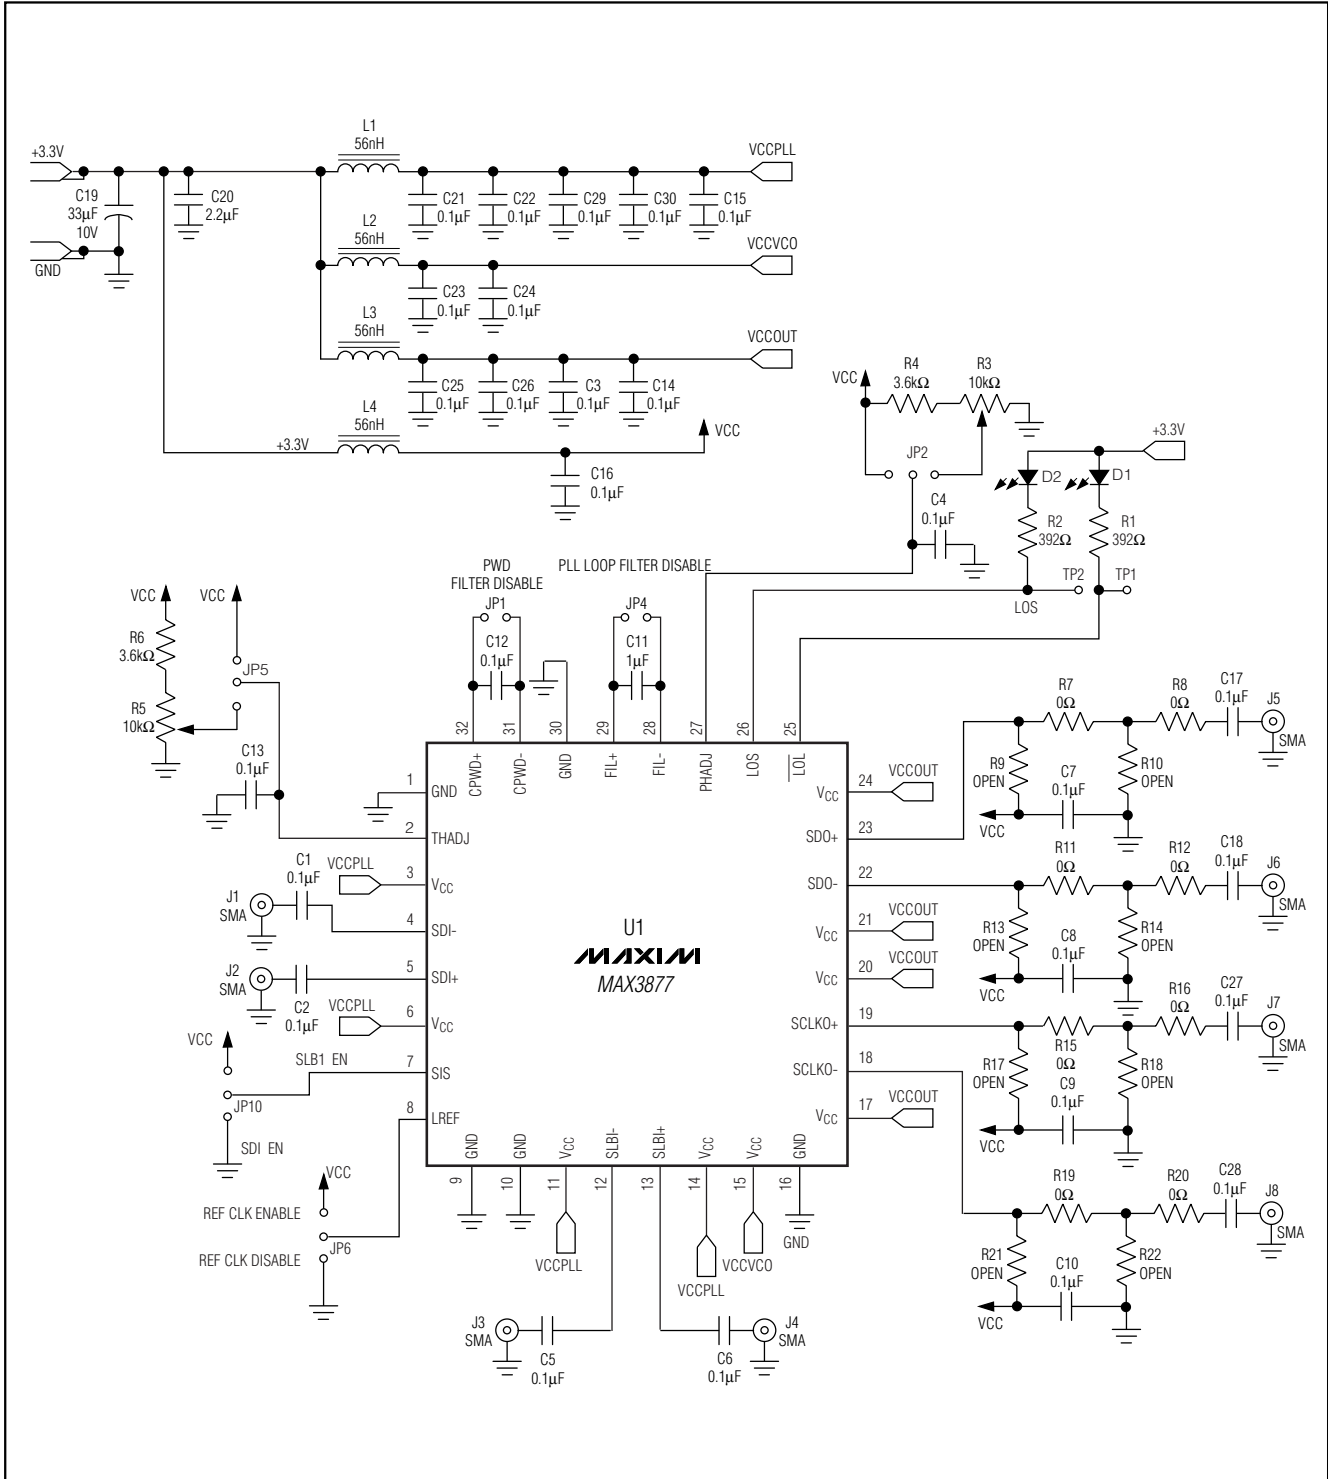 L1
56nH
+3.3V
VCCPLL
C19
33µF
10V
C20
2.2µF
C21
0.1µF
C22
0.1µF
C29
0.1µF
C30
0.1µF
C15
0.1µF
GND
L2
56nH
VCCVCO
C23
0.1µF
C24
0.1µF
L3
56nH
VCCOUT
C25
0.1µF
C26
0.1µF
C3
0.1µF
C14
0.1µF
L4
56nH
+3.3V
VCC
C16
0.1µF
VCC
R4
3.6kΩ
R3
10kΩ
JP2
C4
0.1µF
+3.3V
D2
D1
R2
392Ω
R1
392Ω
TP2
TP1
LOS
PWD
FILTER DISABLE
JP1
C12
0.1µF
PLL LOOP FILTER DISABLE
JP4
C11
1µF
VCC
VCC
R6
3.6kΩ
JP5
R5
10kΩ
C13
0.1µF
32
31
30
29
28
27
26
25
CPWD+
CPWD-
GND
FIL+
FIL-
PHADJ
LOS
LOL
1
GND
2
THADJ
VCCPLL
3
VCC
C1
0.1µF
J1
SMA
4
SDI-
J2
SMA
5
SDI+
C2
0.1µF
VCCPLL
6
VCC
VCC
SLB1 EN
7
SIS
JP10
8
LREF
SDI EN
VCC
REF CLK ENABLE
JP6
REF CLK DISABLE
U1
MAXIM
MAX3877
VCC
24
VCCOUT
SDO+
23
SDO-
22
VCC
21
VCCOUT
VCC
20
VCCOUT
SCLKO+
19
SCLKO-
18
VCC
17
VCCOUT
GND
GND
VCC
SLBI-
SLBI+
VCC
VCC
GND
9
10
11
12
13
14
15
16
VCCPLL
VCCPLL
VCCVCO
GND
J3
SMA
C5
0.1µF
C6
0.1µF
J4
SMA
R7
0Ω
R8
0Ω
C17
0.1µF
J5
SMA
R9
OPEN
C7
0.1µF
R10
OPEN
VCC
R11
0Ω
R12
0Ω
C18
0.1µF
J6
SMA
R13
OPEN
C8
0.1µF
R14
OPEN
VCC
R16
0Ω
C27
0.1µF
J7
SMA
R15
0Ω
R17
OPEN
C9
0.1µF
R18
OPEN
VCC
R19
0Ω
R20
0Ω
C28
0.1µF
J8
SMA
R21
OPEN
C10
0.1µF
R22
OPEN
VCC